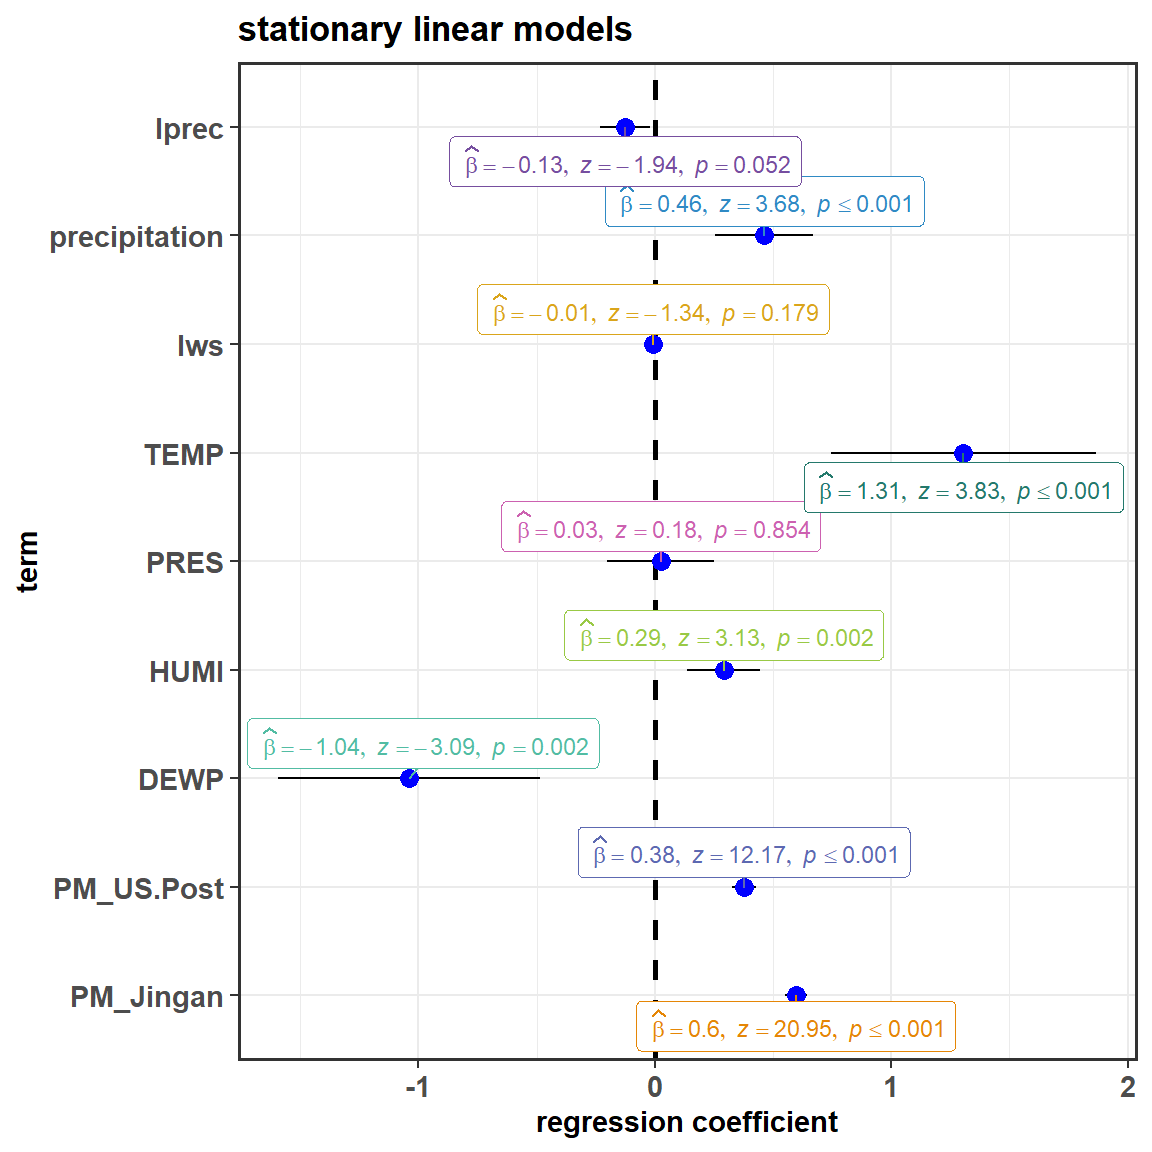 stationary linear models
Iprec
β̂ = −0.13, z = −1.94, p = 0.052
β̂ = 0.46, z = 3.68, p ≤ 0.001
precipitation
β̂ = −0.01, z = −1.34, p = 0.179
Iws
TEMP
β̂ = 1.31, z = 3.83, p ≤ 0.001
β̂ = 0.03, z = 0.18, p = 0.854
PRES
β̂ = 0.29, z = 3.13, p = 0.002
HUMI
β̂ = −1.04, z = −3.09, p = 0.002
DEWP
β̂ = 0.38, z = 12.17, p ≤ 0.001
PM_US.Post
PM_Jingan
β̂ = 0.6, z = 20.95, p ≤ 0.001
term
-1 0 1 2
regression coefficient